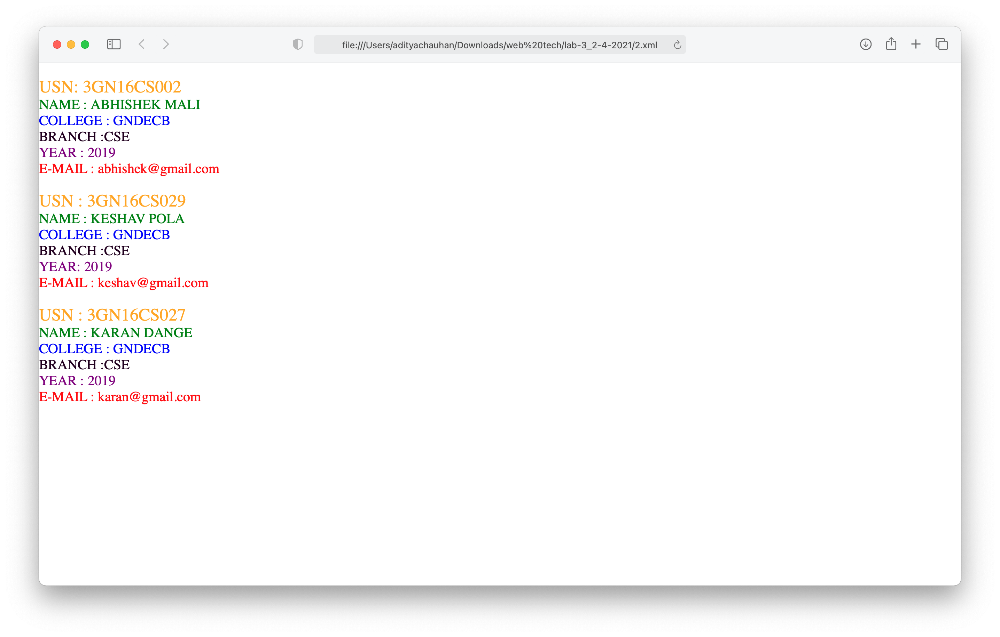 file:///Users/adityachauhan/Downloads/web%20tech/lab-3_2-4-2021/2.xml
USN: 3GN16CS002
NAME : ABHISHEK MALI
COLLEGE : GNDECB
BRANCH :CSE
YEAR : 2019
E-MAIL : abhishek@gmail.com
USN : 3GN16CS029
NAME : KESHAV POLA
COLLEGE : GNDECB
BRANCH :CSE
YEAR: 2019
E-MAIL : keshav@gmail.com
USN : 3GN16CS027
NAME : KARAN DANGE
COLLEGE : GNDECB
BRANCH :CSE
YEAR : 2019
E-MAIL : karan@gmail.com